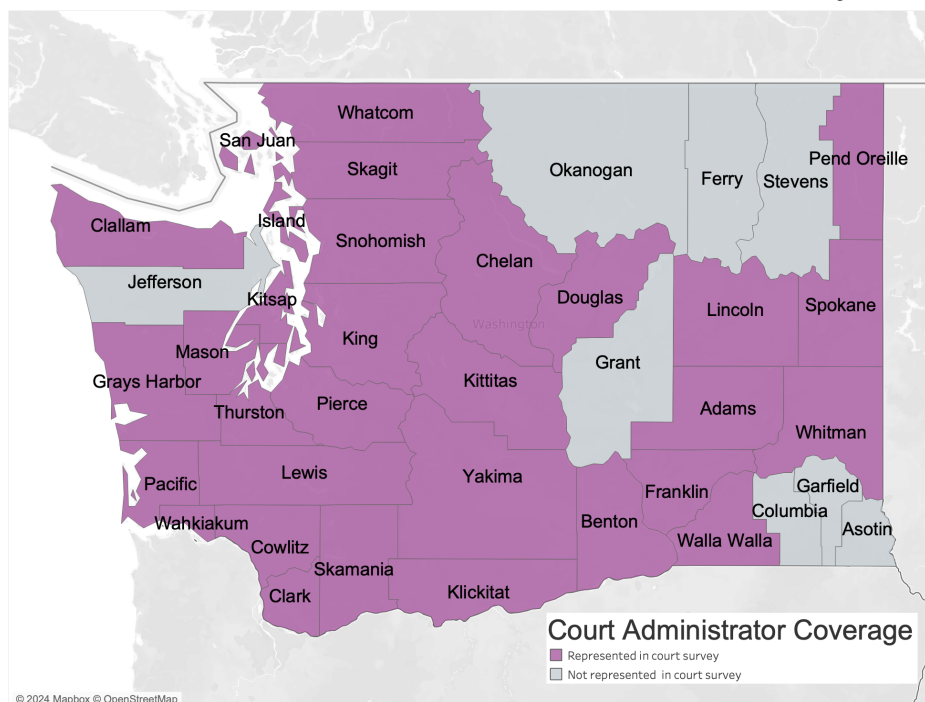 Whatcom
San Juan
Skagit
Okanogan
Pend Oreille
Ferry
Stevens
Clallam
Island
Snohomish
Chelan
Jefferson
Kitsap
Douglas
Lincoln
Spokane
Washington
King
Mason
Grant
Grays Harbor
Kittitas
Thurston
Pierce
Adams
Whitman
Lewis
Yakima
Pacific
Franklin
Garfield
Columbia
Wahkiakum
Benton
Asotin
Cowlitz
Walla Walla
Skamania
Clark
Klickitat
Court Administrator Coverage
Represented in court survey
Not represented in court survey
© 2024 Mapbox © OpenStreetMap